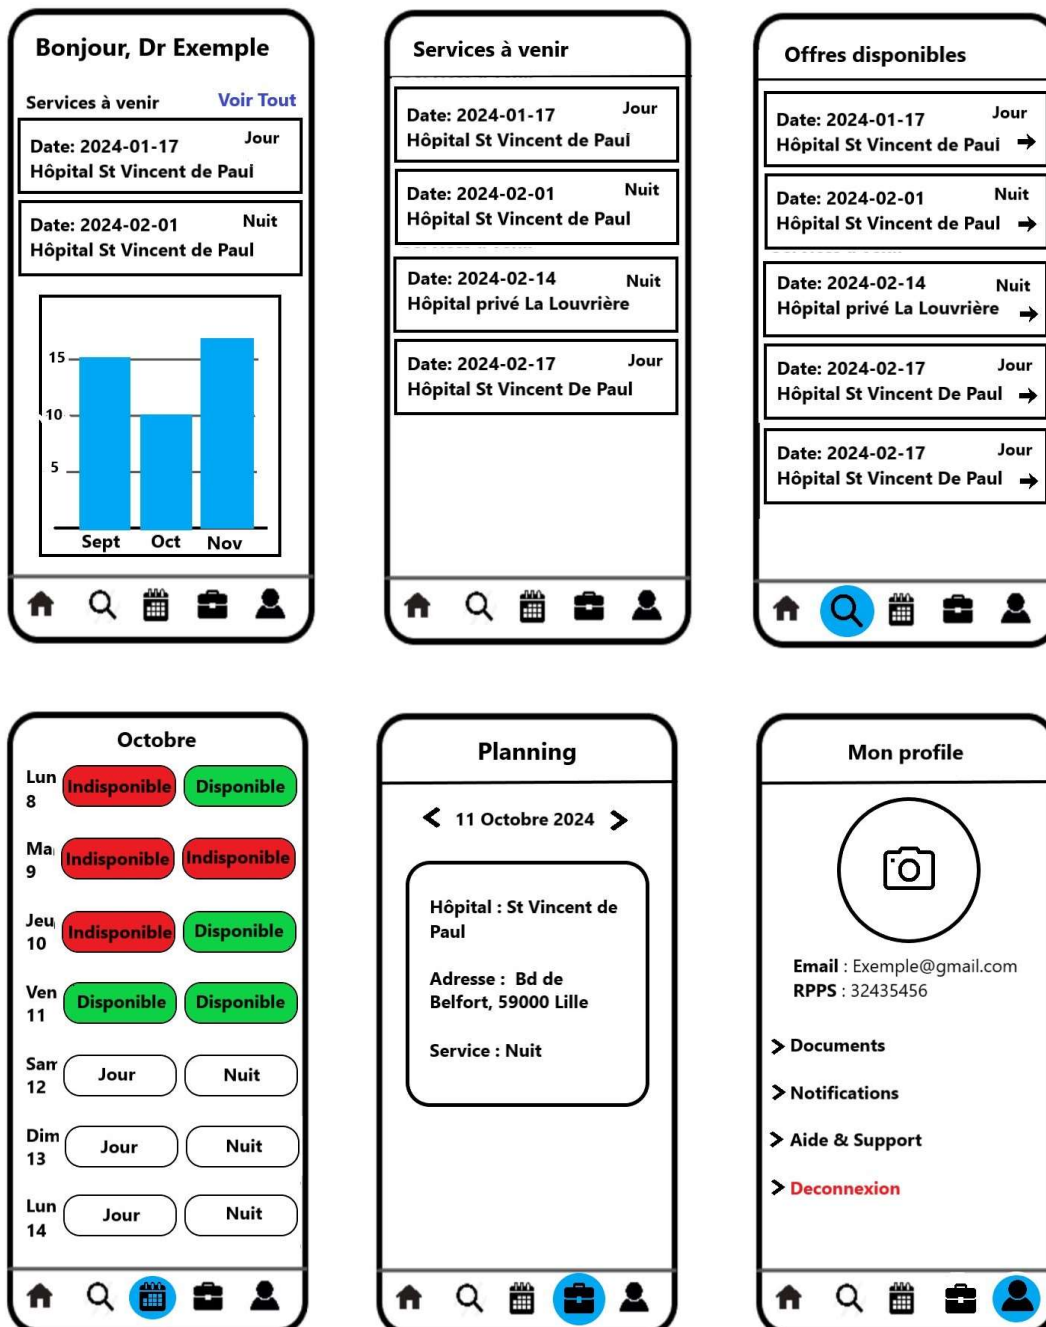 Bonjour, Dr Exemple
Services à venir Voir Tout
Date: 2024-01-17 Jour
Hôpital St Vincent de Paul
Date: 2024-02-01 Nuit
Hôpital St Vincent de Paul
15
10
5
Sept Oct Nov
Services à venir
Date: 2024-01-17 Jour
Hôpital St Vincent de Paul
Date: 2024-02-01 Nuit
Hôpital St Vincent de Paul
Date: 2024-02-14 Nuit
Hôpital privé La Louvrière
Date: 2024-02-17 Jour
Hôpital St Vincent De Paul
Offres disponibles
Date: 2024-01-17 Jour
Hôpital St Vincent de Paul
Date: 2024-02-01 Nuit
Hôpital St Vincent de Paul
Date: 2024-02-14 Nuit
Hôpital privé La Louvrière
Date: 2024-02-17 Jour
Hôpital St Vincent De Paul
Date: 2024-02-17 Jour
Hôpital St Vincent De Paul
Octobre
Lun Indisponible Disponible
8
Ma Indisponible Indisponible
9
Jeu Indisponible Disponible
10
Ven Disponible Disponible
11
Sam Jour Nuit
12
Dim Jour Nuit
13
Lun Jour Nuit
14
Planning
11 Octobre 2024
Hôpital : St Vincent de
Paul
Adresse : Bd de
Belfort, 59000 Lille
Service : Nuit
Mon profile
Email : Exemple@gmail.com
RPPS : 32435456
Documents
Notifications
Aide & Support
Deconnexion